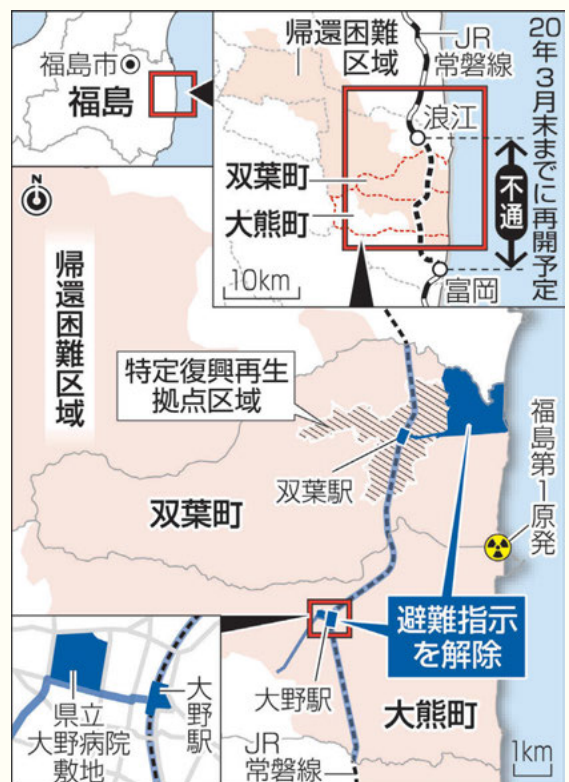 福島市
福島
帰還困難
区域
JR
常磐線
浪江
双葉町
大熊町
10km
富岡
不通
20年3月末までに再開予定
N
帰還困難区域
特定復興再生
拠点区域
双葉駅
双葉町
福島第1原発
避難指示
を解除
大野駅
大熊町
JR
常磐線
1km
県立
大野病院
敷地
大野駅